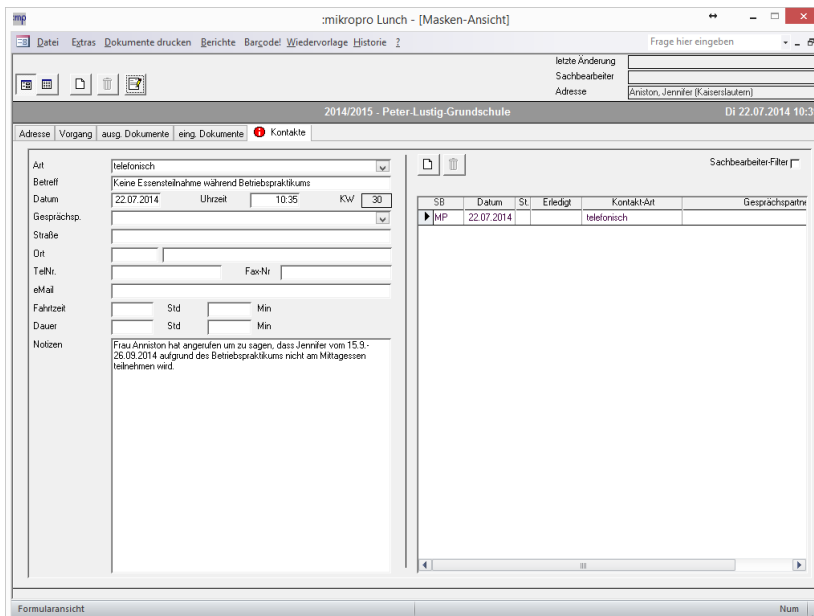 :mp
:mikropro Lunch - [Masken-Ansicht]
Datei Extras Dokumente drucken Berichte Barcode! Wiedervorlage Historie ?
Frage hier eingeben
letzte Änderung
Sachbearbeiter
Adresse Aniston, Jennifer (Kaiserslautern)
2014/2015 - Peter-Lustig-Grundschule Di 22.07.2014 10:3
Adresse Vorgang ausg. Dokumente eing. Dokumente Kontakte
Art telefonisch
Betreff Keine Essensteilnahme während Betriebspraktikums
Datum 22.07.2014 Uhrzeit 10:35 KW 30
Gesprächsp.
Straße
Ort
TelNr. Fax-Nr
eMail
Fahrtzeit Std Min
Dauer Std Min
Notizen Frau Anniston hat angerufen um zu sagen, dass Jennifer vom 15.9.-
26.09.2014 aufgrund des Betriebspraktikums nicht am Mittagessen
teilnehmen wird.
Sachbearbeiter-Filter
SB Datum St. Erledigt Kontakt-Art Gesprächspartne
MP 22.07.2014 telefonisch
Formularansicht Num